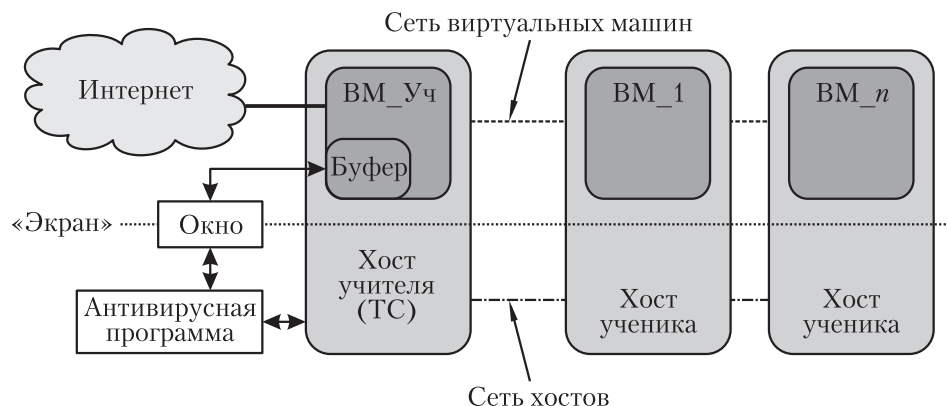 Сеть виртуальных машин
Интернет
ВМ_Уч
ВМ_1
ВМ_n
Буфер
«Экран»
Окно
Хост
учителя
(ТС)
Антивирусная
программа
Хост
ученика
Хост
ученика
Сеть хостов